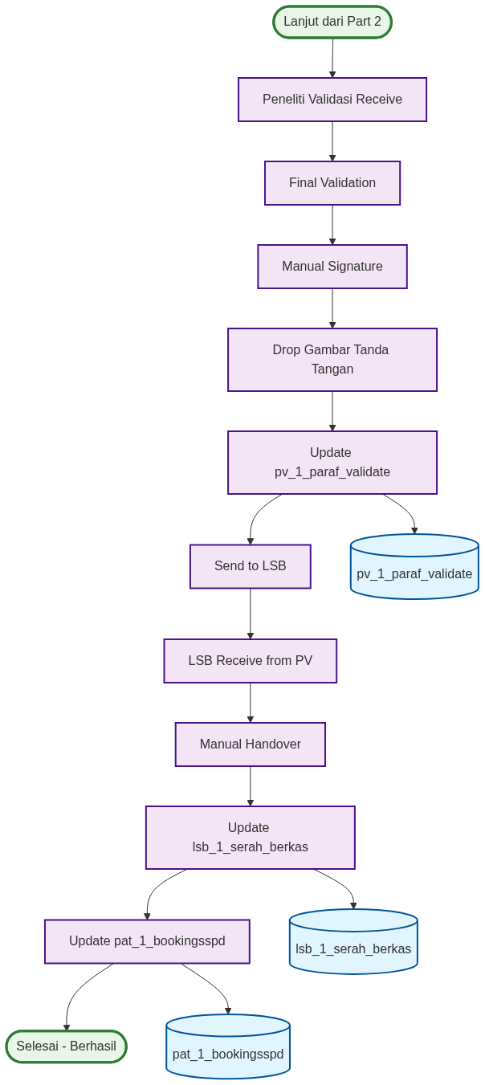 Lanjut dari Part 2
Peneliti Validasi Receive
Final Validation
Manual Signature
Drop Gambar Tanda
Tangan
Update
pv_1_paraf_validate
Send to LSB
pv_1_paraf_validate
LSB Receive from PV
Manual Handover
Update
lsb_1_serah_berkas
Update pat_1_bookingsspd
lsb_1_serah_berkas
Selesai - Berhasil
pat_1_bookingsspd